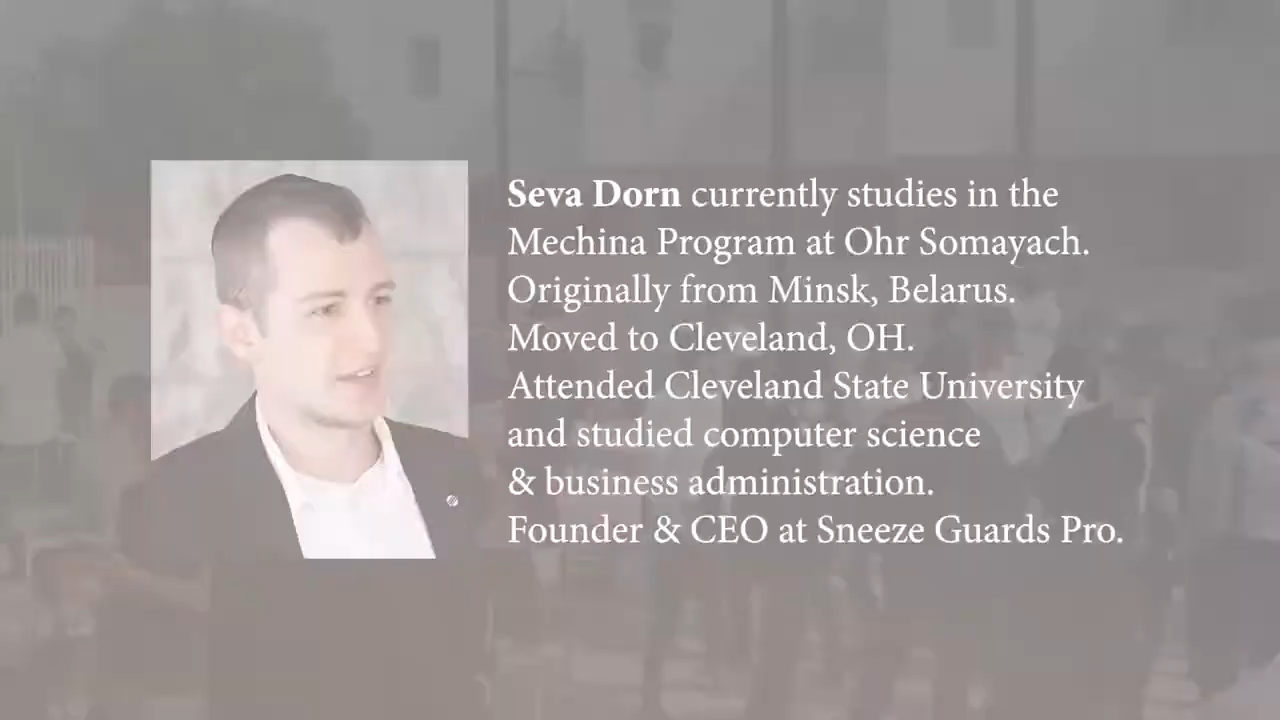 Seva Dorn currently studies in the
Mechina Program at Ohr Somayach.
Originally from Minsk, Belarus.
Moved to Cleveland, OH.
Attended Cleveland State University
and studied computer science
& business administration.
Founder & CEO at Sneeze Guards Pro.